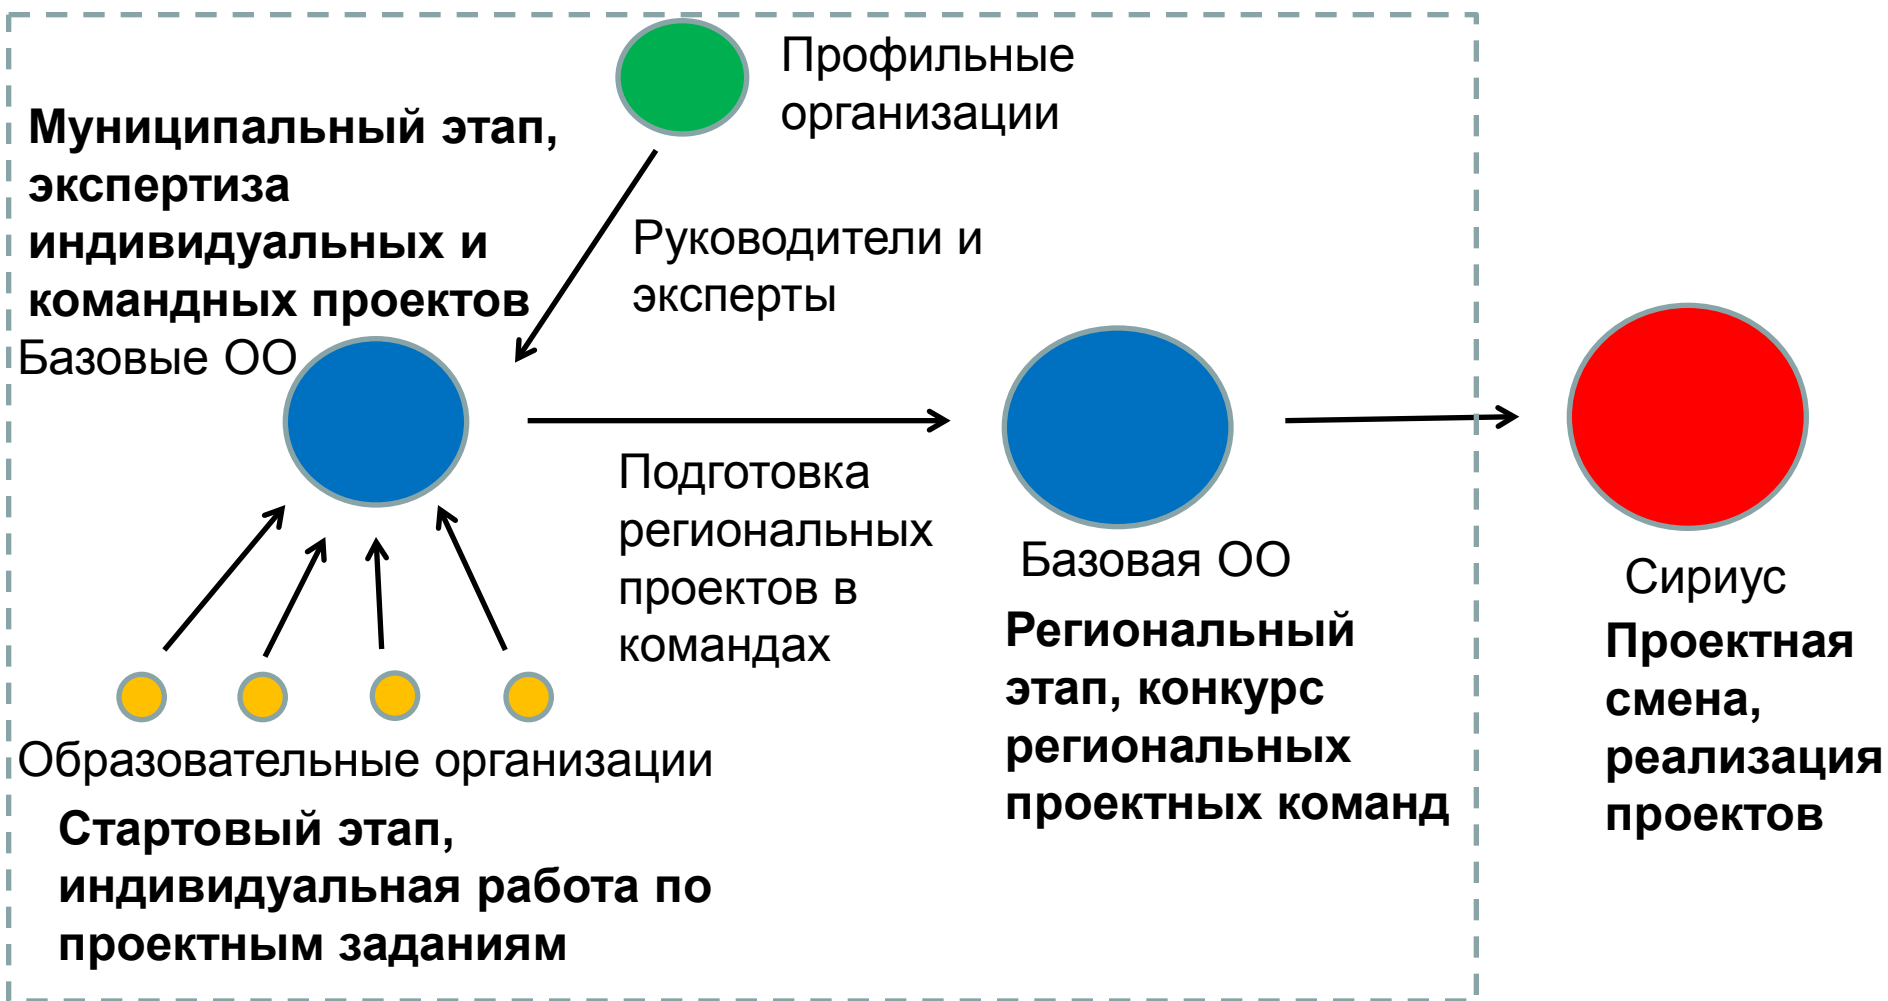 Профильные
организации
Муниципальный этап,
экспертиза
индивидуальных и
командных проектов
Базовые ОО
Руководители и
эксперты
Подготовка
региональных
проектов в
командах
Образовательные организации
Стартовый этап,
индивидуальная работа по
проектным заданиям
Базовая ОО
Региональный
этап, конкурс
региональных
проектных команд
Сириус
Проектная
смена,
реализация
проектов